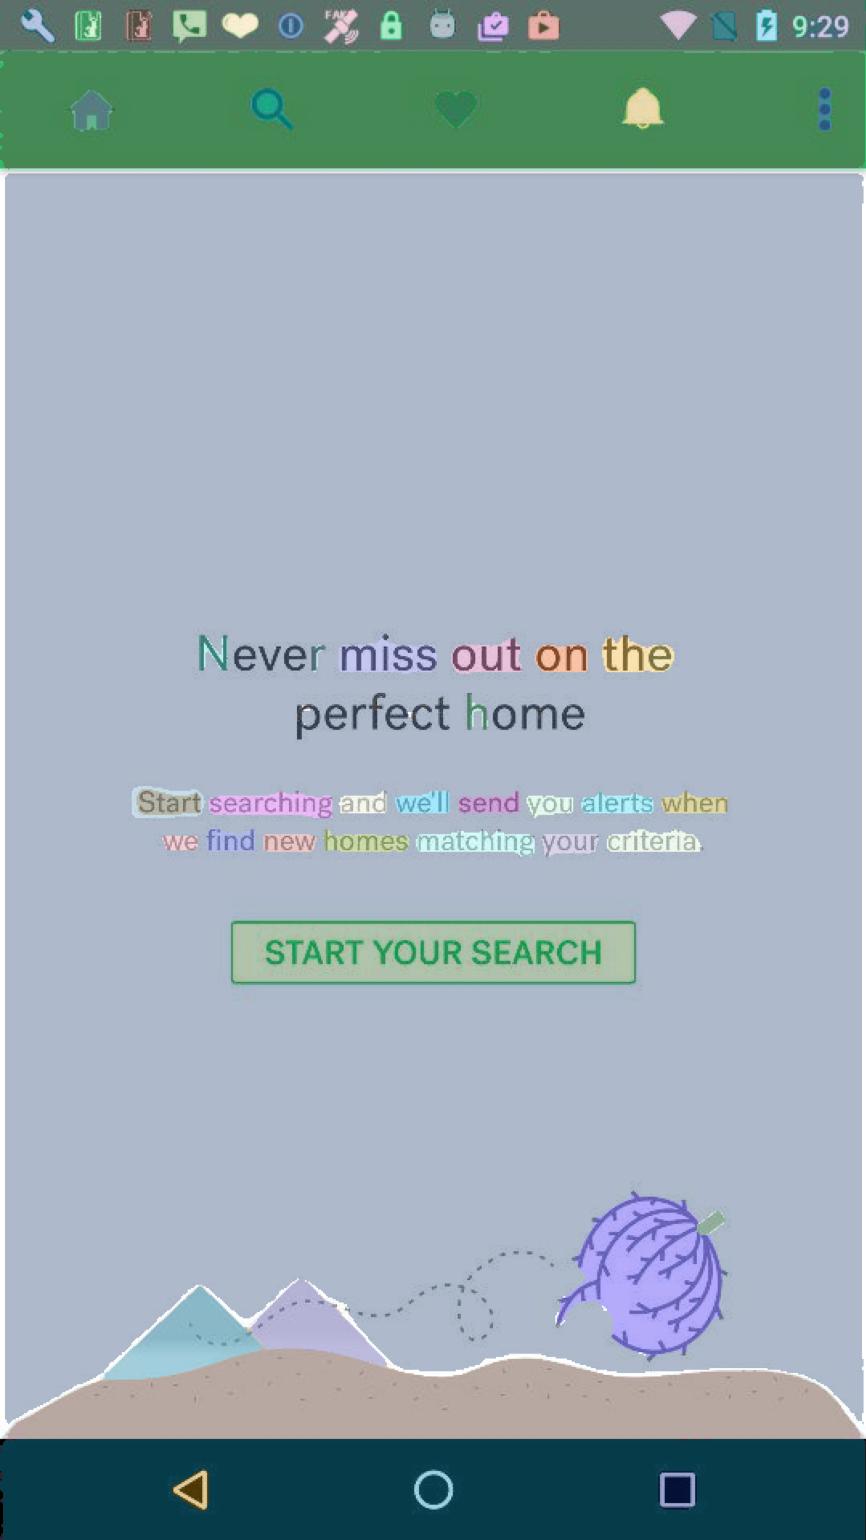 FAKE
9:29
Never miss out on the
perfect home
Start searching and we'll send you alerts when
we find new homes matching your criteria.
START YOUR SEARCH